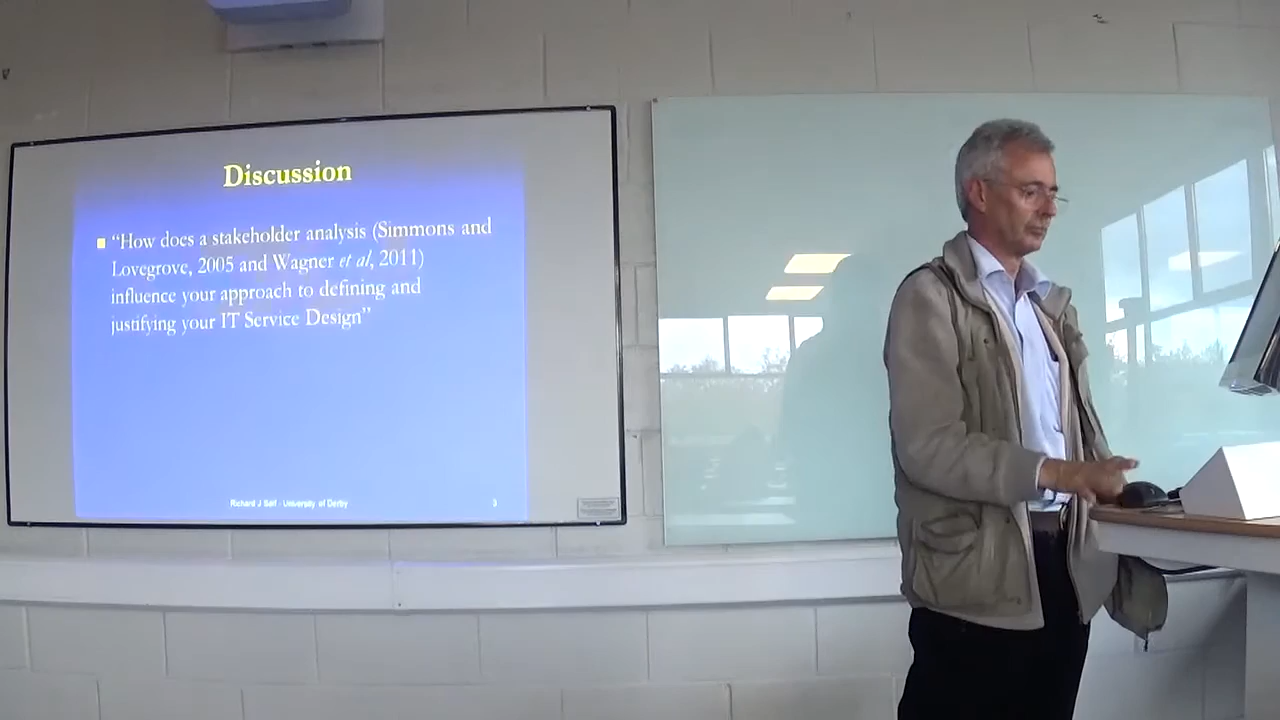 Discussion
“How does a stakeholder analysis (Simmons and
Lovegrove, 2005 and Wagner et al, 2011)
influence your approach to defining and
justifying your IT Service Design”
Richard J Self - University of Derby
3